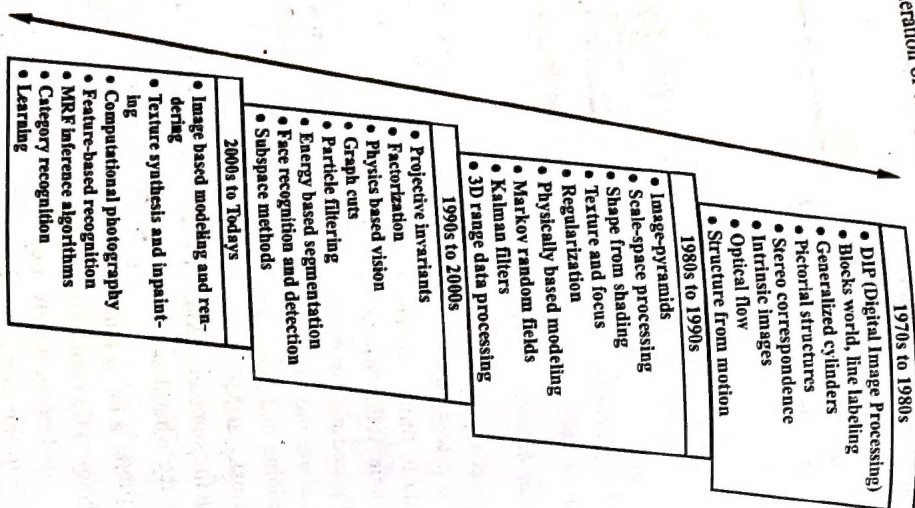 eration of
1970s to 1980s
• DIP (Digital Image Processing)
• Blocks world, line labeling
• Generalized cylinders
• Pictorial structures
• Stereo correspondence
• Intrinsic images
• Optical flow
• Structure from motion
1980s to 1990s
• Image-pyramids
• Scale-space processing
• Shape from shading
• Texture and focus
• Regularization
• Physically based modeling
• Markov random fields
• Kalman filters
• 3D range data processing
1990s to 2000s
• Projective invariants
• Factorization
• Physics based vision
• Graph cuts
• Particle filtering
• Energy based segmentation
• Face recognition and detection
• Subspace methods
2000s to Todays
• Image based modeling and ren-
dering
• Texture synthesis and inpaint-
ing
• Computational photography
• Feature-based recognition
• MRF inference algorithms
• Category recognition
• Learning